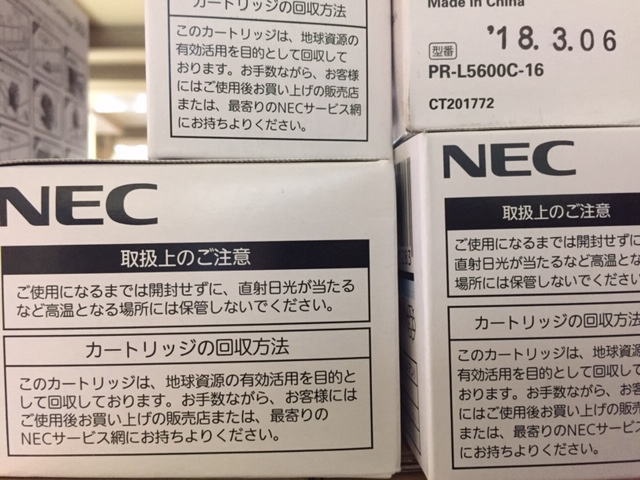 カートリッジの回収方法
このカートリッジは、地球資源の
有効活用を目的として回収して
おります。お手数ながら、お客様
にはご使用後お買い上げの販売店
または、最寄りのNECサービス網
にお持ちよりください。
Made in China
'18. 3. 06
型番
PR-L5600C-16
CT201772
NEC
取扱上のご注意
ご使用になるまでは開封せずに、直射日光が当たる
など高温となる場所には保管しないでください。
カートリッジの回収方法
このカートリッジは、地球資源の有効活用を目的と
して回収しております。お手数ながら、お客様には
ご使用後お買い上げの販売店または、最寄りの
NECサービス網にお持ちよりください。
NEC
取扱上のご注意
ご使用になるまでは開封せずに
直射日光が当たるなど高温となる
場所には保管しないでくださ
カートリッジの回収方法
このカートリッジは、地球
有効活用を目的として回
おります。お手数ながら、
にはご使用後お買い上げ
または、最寄りのNECサ
にお持ちよりください。